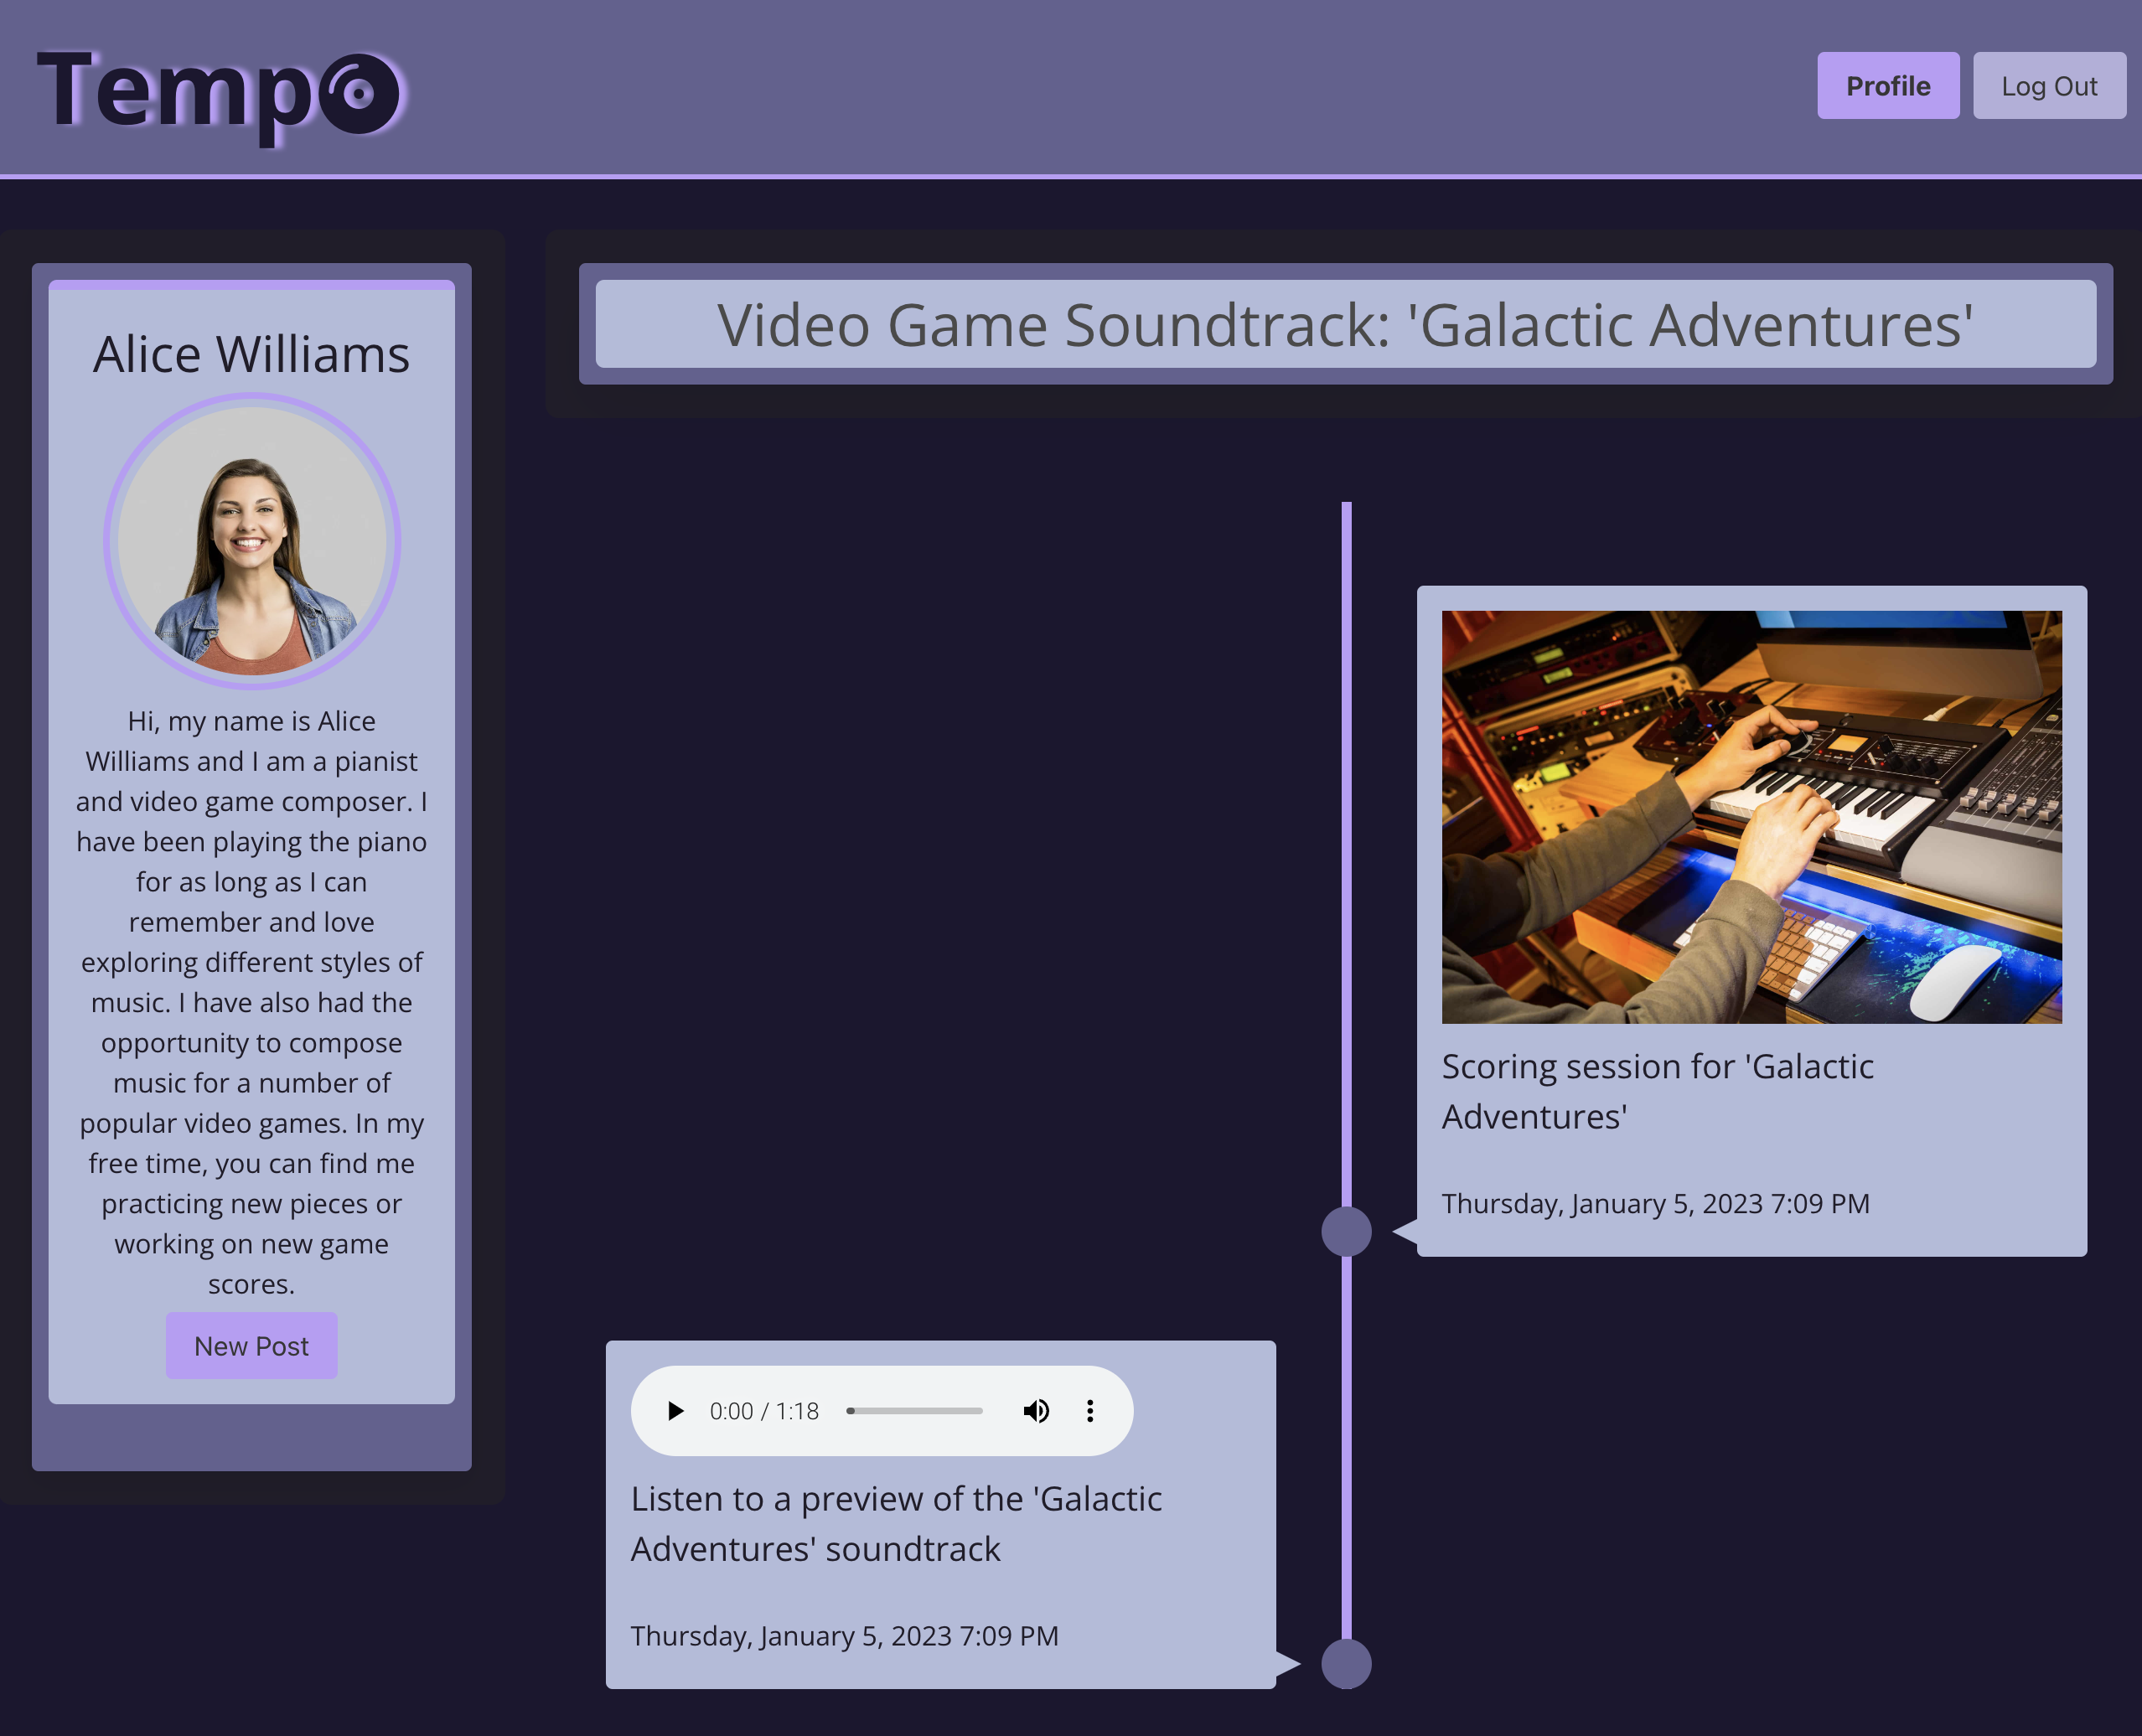 Tempo
Profile
Log Out
Alice Williams
Hi, my name is Alice
Williams and I am a pianist
and video game composer. I
have been playing the piano
for as long as I can
remember and love
exploring different styles of
music. I have also had the
opportunity to compose
music for a number of
popular video games. In my
free time, you can find me
practicing new pieces or
working on new game
scores.
New Post
Video Game Soundtrack: 'Galactic Adventures'
Scoring session for 'Galactic
Adventures'
Thursday, January 5, 2023 7:09 PM
0:00 / 1:18
Listen to a preview of the 'Galactic
Adventures' soundtrack
Thursday, January 5, 2023 7:09 PM